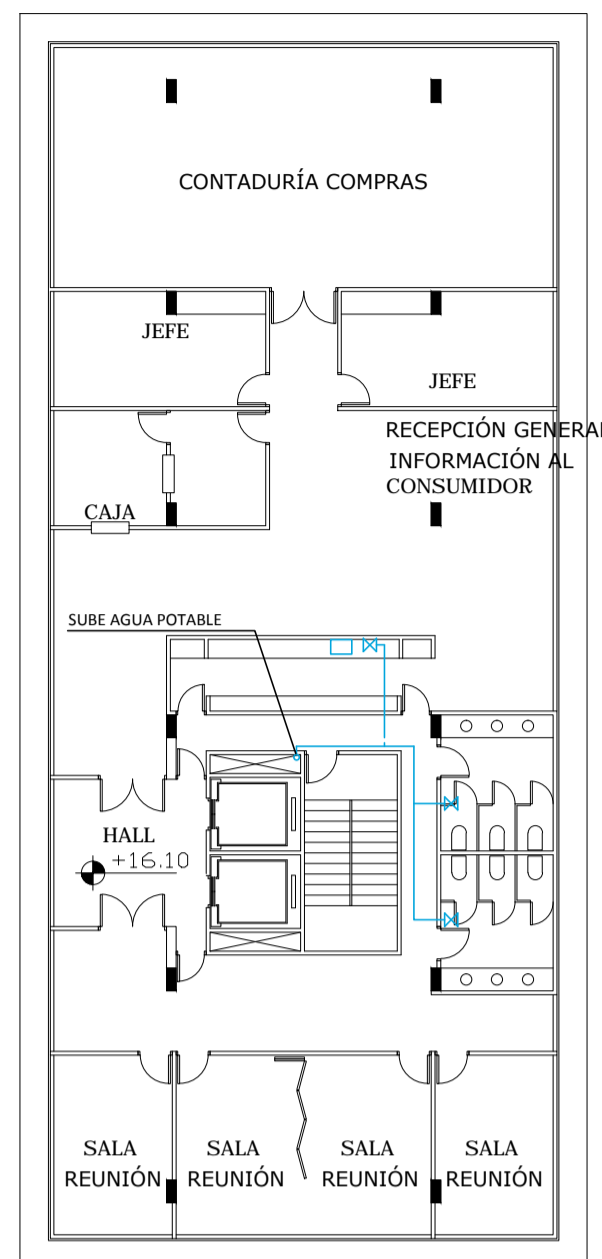 CONTADURÍA COMPRAS
JEFE
JEFE
RECEPCIÓN GENERAL
INFORMACIÓN AL
CONSUMIDOR
CAJA
SUBE AGUA POTABLE
HALL
+16.10
SALA
REUNIÓN
SALA
REUNIÓN
SALA
REUNIÓN
SALA
REUNIÓN